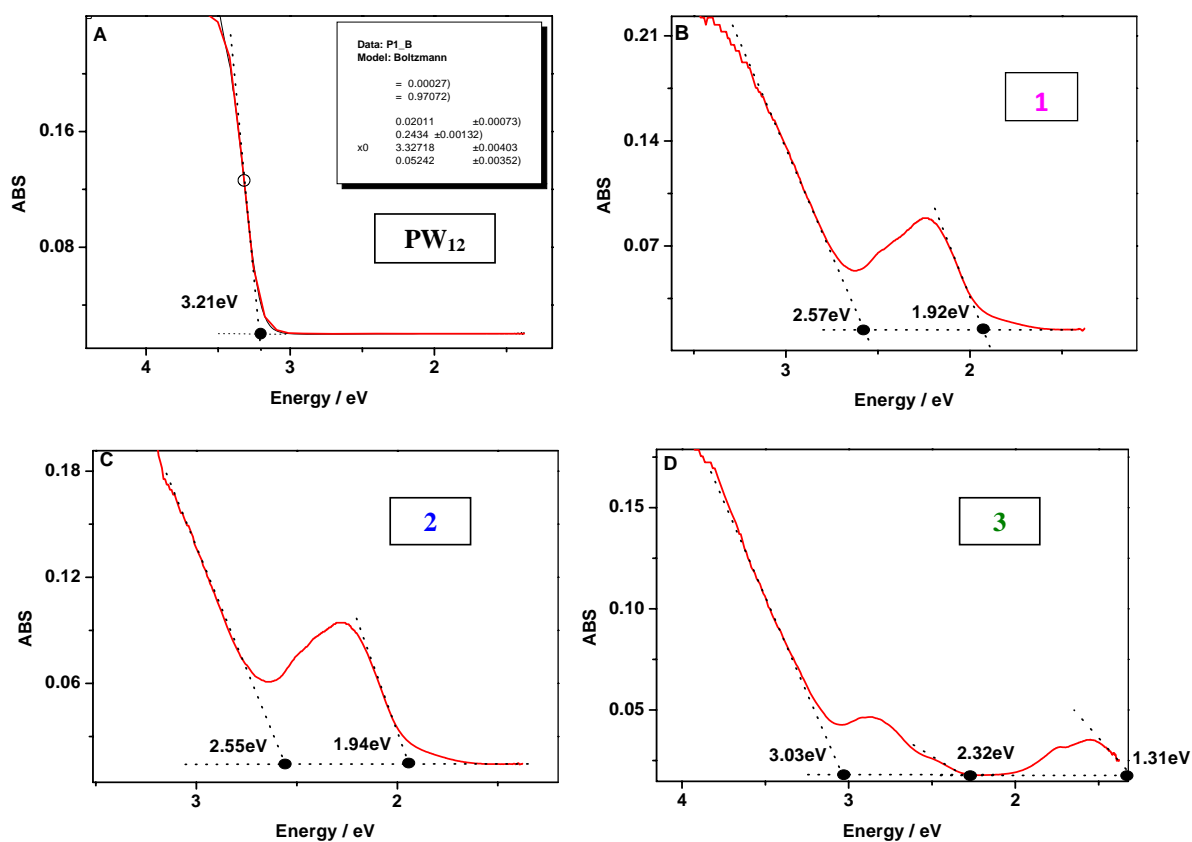 A
Data: P1_B
Model: Boltzmann
= 0.00027)
= 0.97072)
0.02011 ±0.00073)
0.2434 ±0.00132)
x0 3.32718 ±0.00403
0.05242 ±0.00352)
PW12
0.16
0.08
ABS
3.21eV
4 3 2
Energy / eV
B
1
0.21
0.14
0.07
ABS
2.57eV 1.92eV
3 2
Energy / eV
C
2
0.18
0.12
0.06
ABS
2.55eV 1.94eV
3 2
Energy / eV
D
3
0.15
0.10
0.05
ABS
3.03eV 2.32eV 1.31eV
4 3 2
Energy / eV